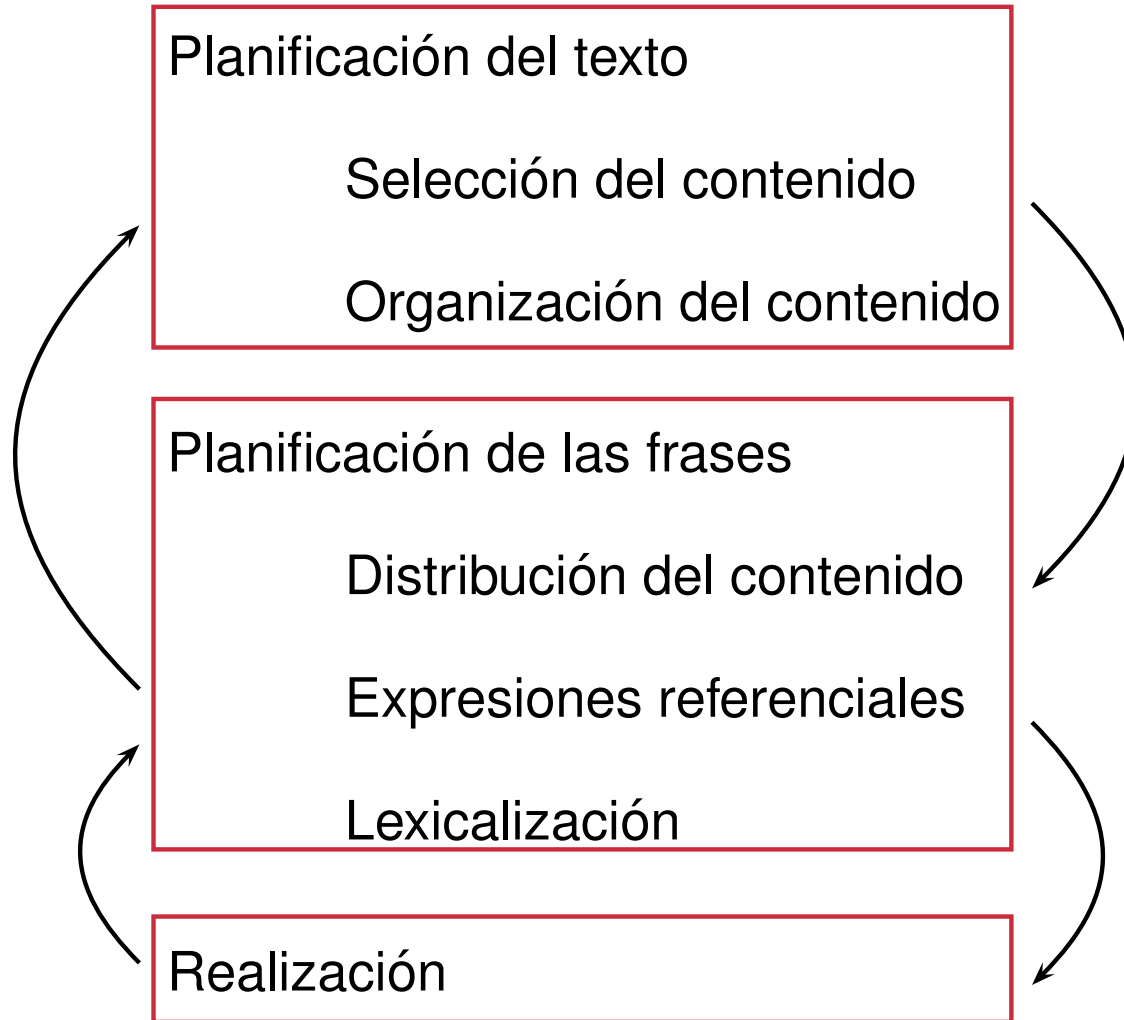 Planificación del texto
Selección del contenido
Organización del contenido
Planificación de las frases
Distribución del contenido
Expresiones referenciales
Lexicalización
Realización